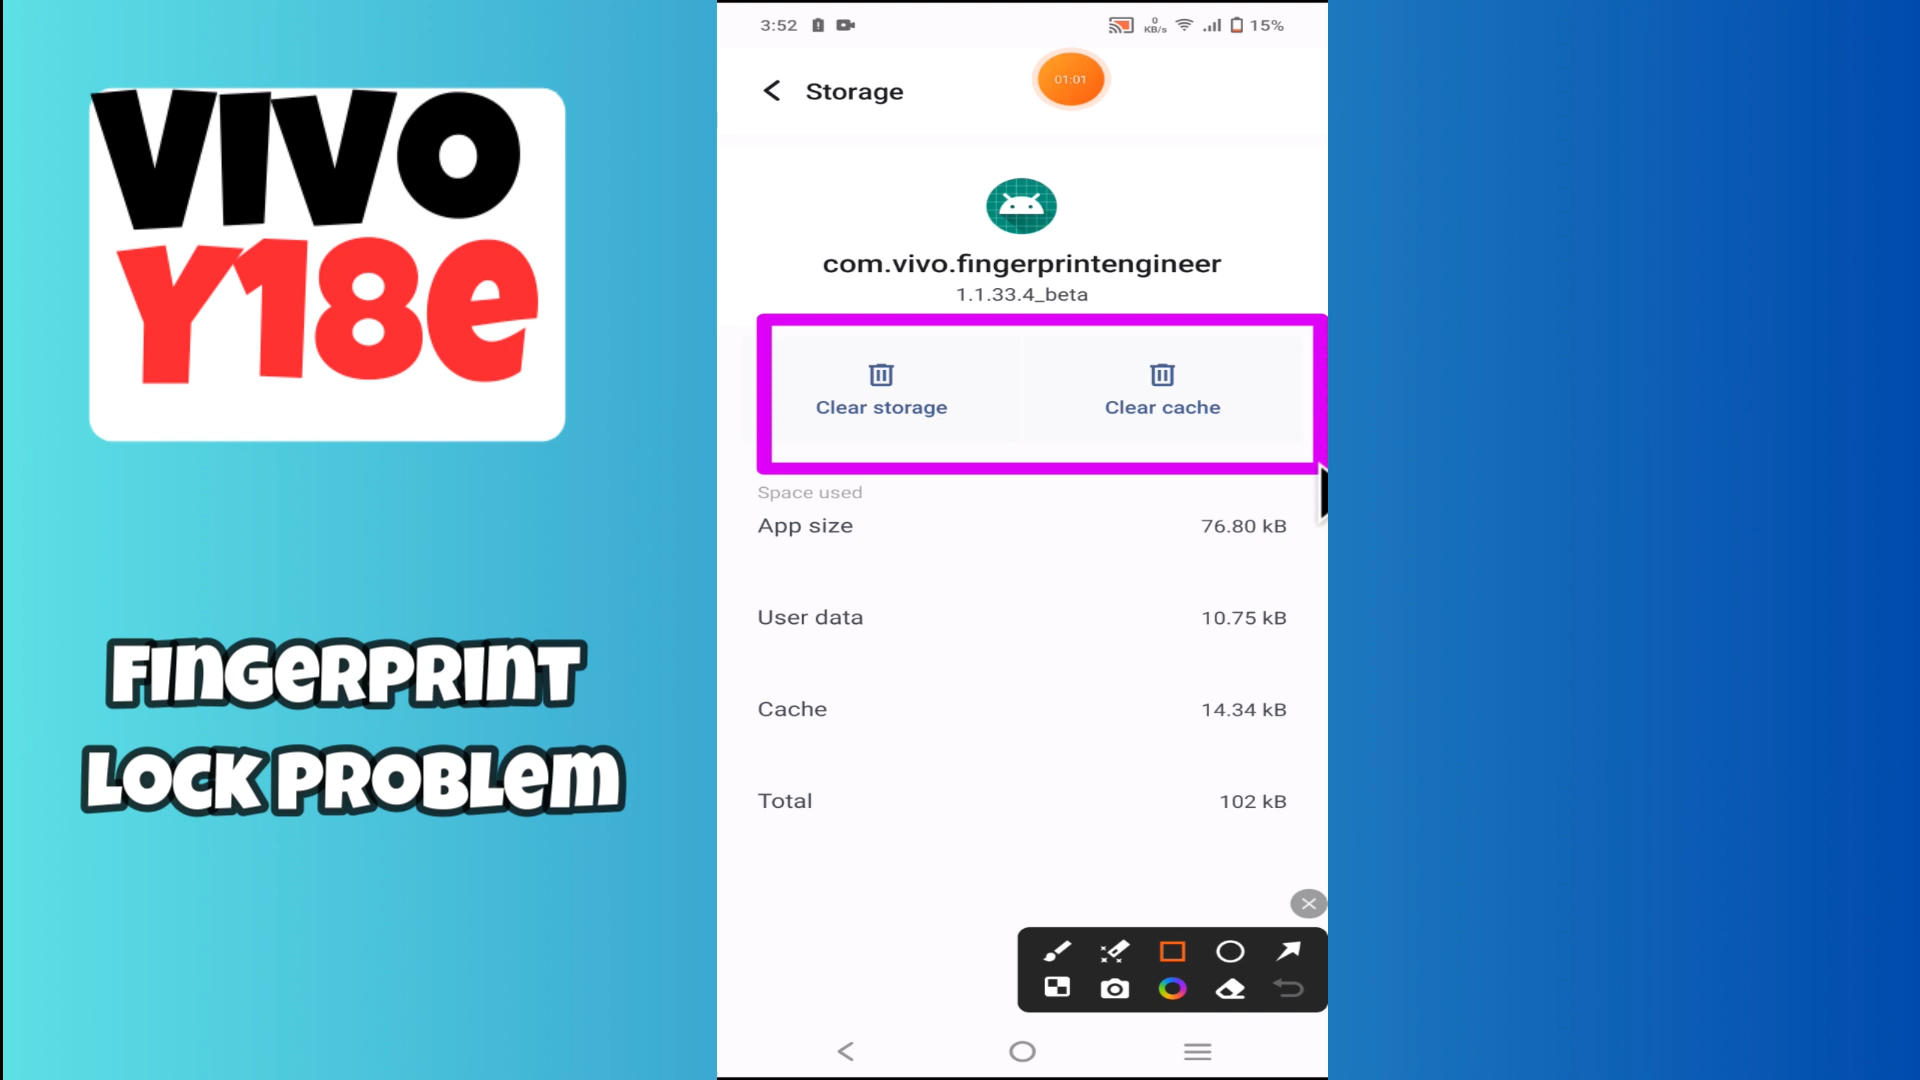 VIVO
Y18e
FINGERPRINT
LOCK PROBLEM
3:52
0
KB/s
15%
Storage
01:01
com.vivo.fingerprintengineer
1.1.33.4_beta
Clear storage
Clear cache
Space used
App size
76.80 kB
User data
10.75 kB
Cache
14.34 kB
Total
102 kB